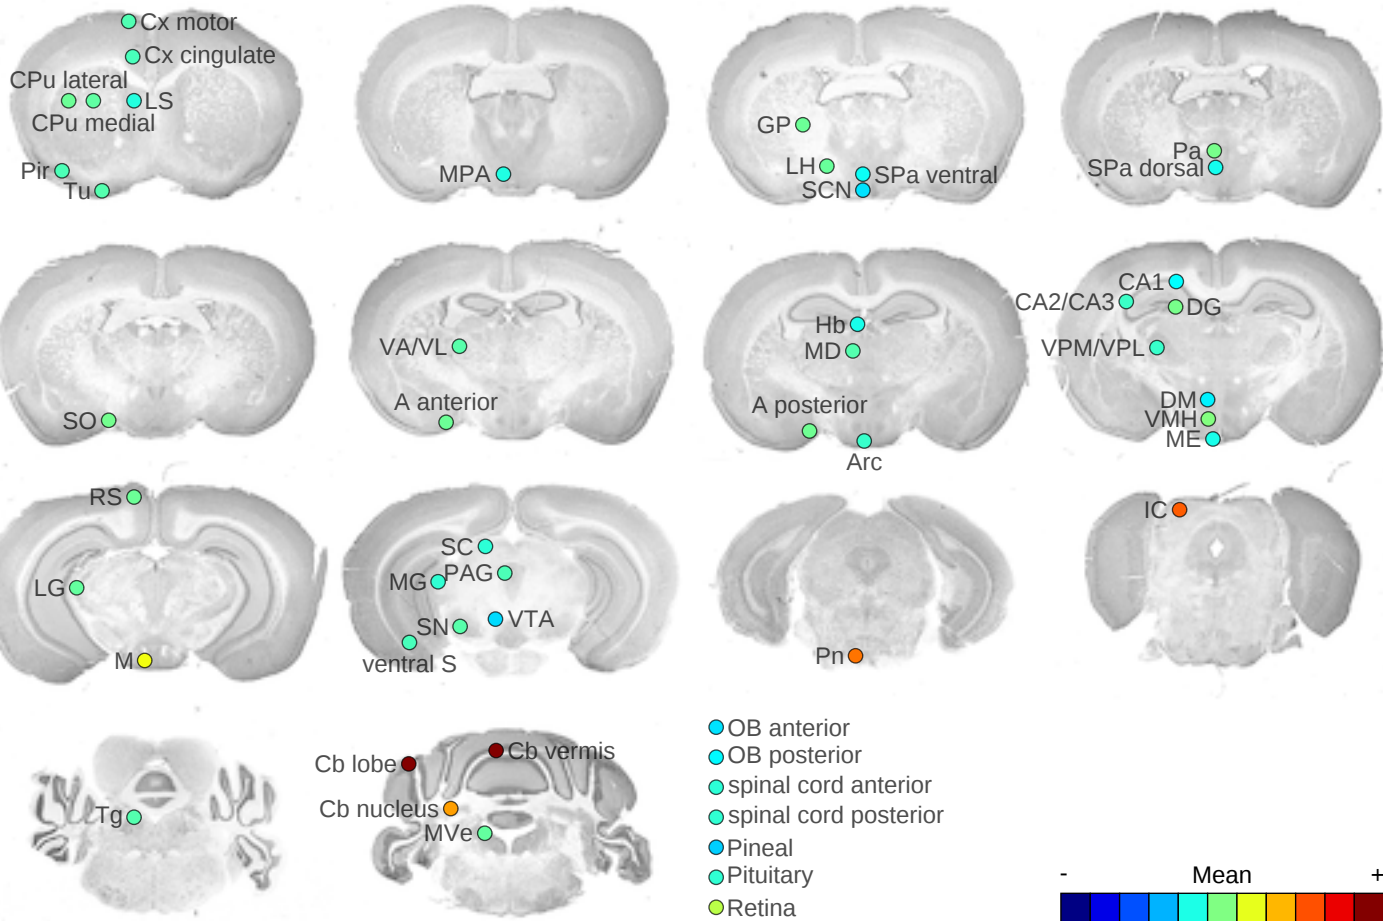 Cx motor
Cx cingulate
CPu lateral
LS
CPu medial
Pir
Tu
MPA
GP
LH
SPa ventral
SCN
Pa
SPa dorsal
SO
VA/VL
A anterior
Hb
MD
A posterior
Arc
CA1
CA2/CA3
DG
VPM/VPL
DM
VMH
ME
RS
LG
M
SC
MG
PAG
SN
VTA
ventral S
Pn
IC
Tg
Cb lobe
Cb vermis
Cb nucleus
MVe
OB anterior
OB posterior
spinal cord anterior
spinal cord posterior
Pineal
Pituitary
Retina
- Mean +